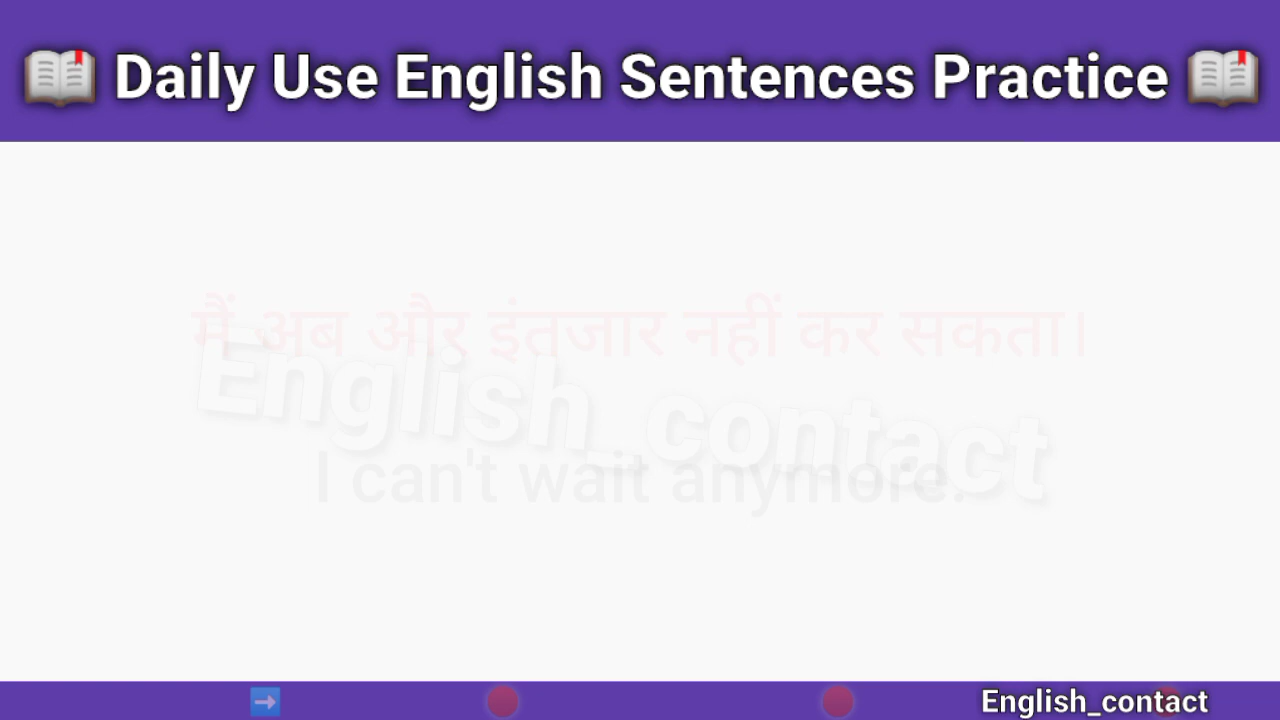 📖 Daily Use English Sentences Practice 📖
मैं अब और इंतजार नहीं कर सकता।
English_contact
I can't wait anymore.
English_contact